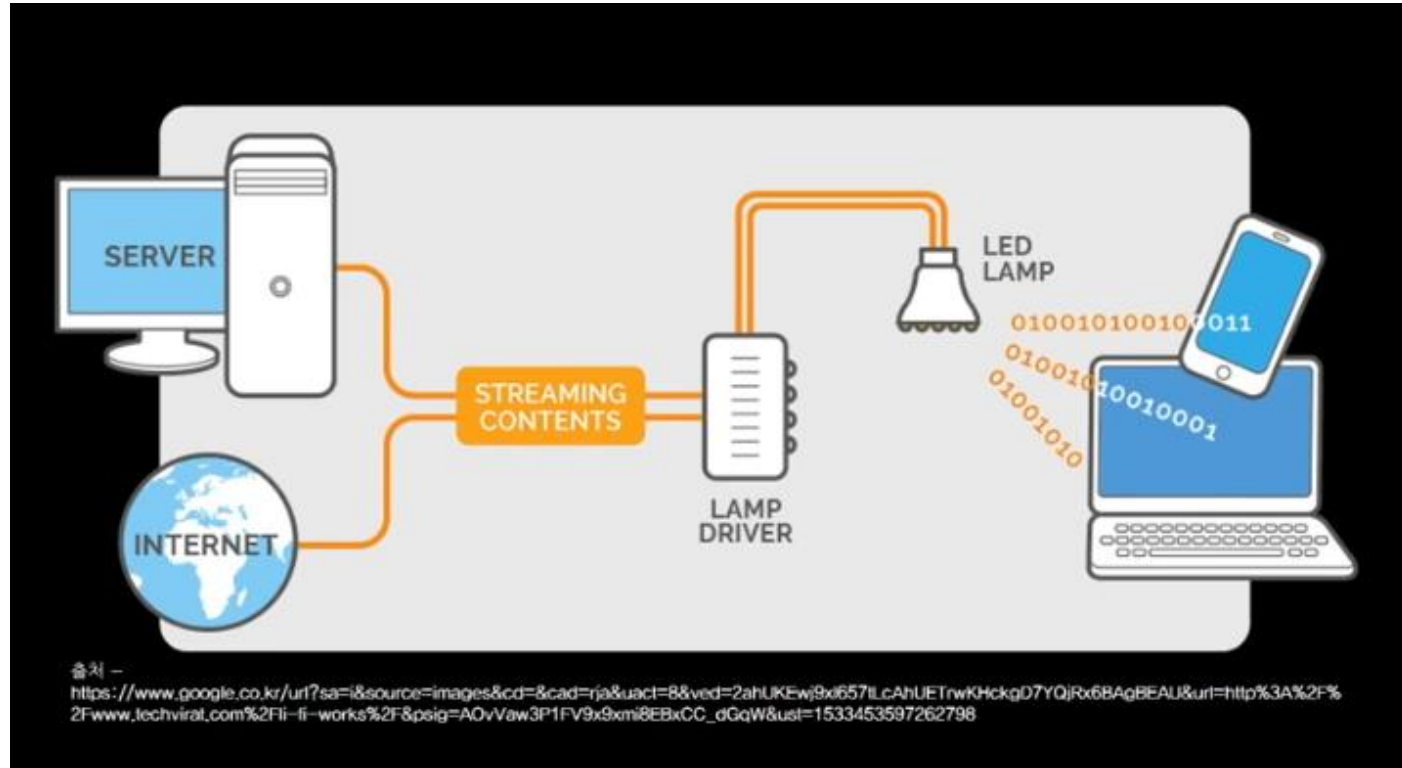 SERVER
INTERNET
STREAMING
CONTENTS
LAMP
DRIVER
LED
LAMP
010010100100011
01001010010001
01001010
출처 –
https://www.google.co.kr/url?sa=i&source=images&cd=&cad=rja&uact=8&ved=2ahUKEwj9xl657tLcAhUETrwKHckgD7YQjRx6BAgBEAU&url=http%3A%2F%
2Fwww.techvirat.com%2Fli-fi-works%2F&psig=AOvVaw3P1FV9x9xmi8EBxCC_dGqW&ust=1533453597262798